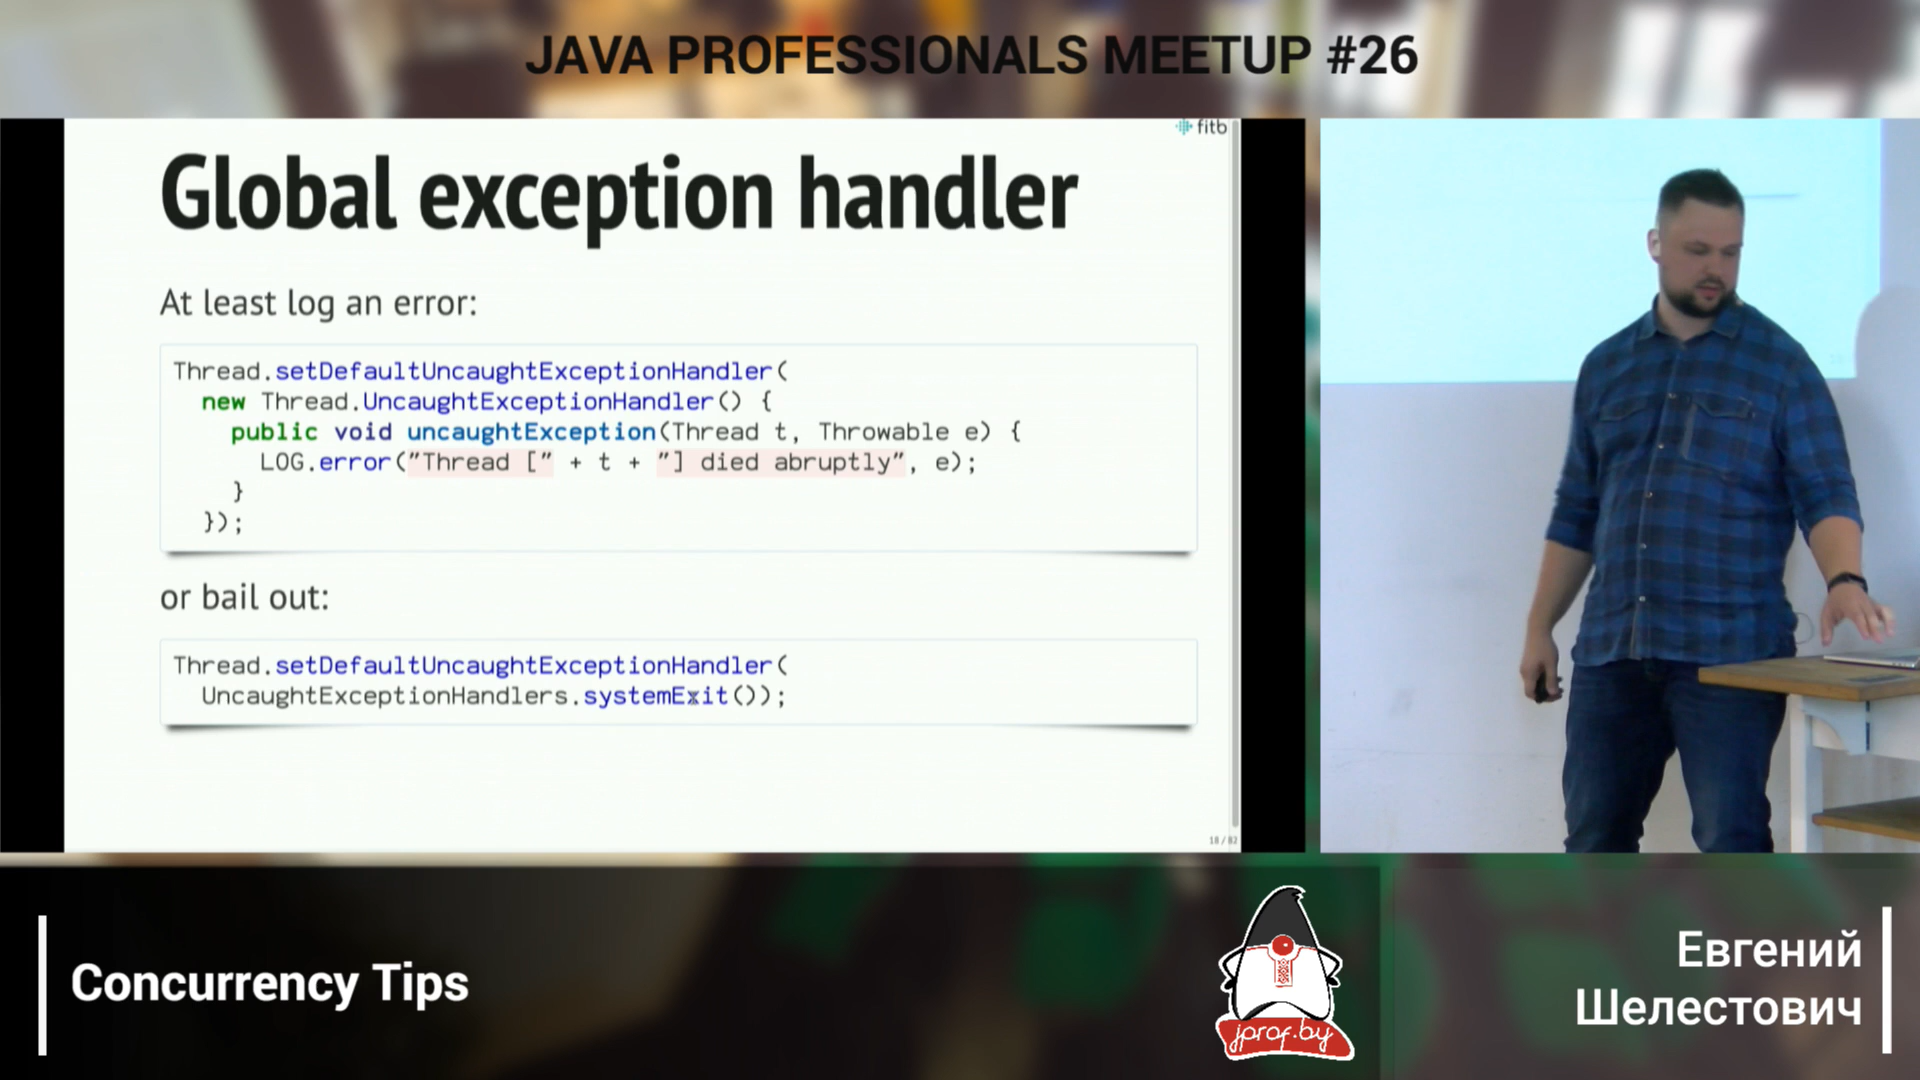 JAVA PROFESSIONALS MEETUP #26
fitb
Global exception handler
At least log an error:
Thread.setDefaultUncaughtExceptionHandler(
new Thread.UncaughtExceptionHandler() {
public void uncaughtException(Thread t, Throwable e) {
LOG.error("Thread [" + t + "] died abruptly", e);
}
});
or bail out:
Thread.setDefaultUncaughtExceptionHandler(
UncaughtExceptionHandlers.systemExit());
18 / 82
Concurrency Tips
jprof.by
Евгений
Шелестович